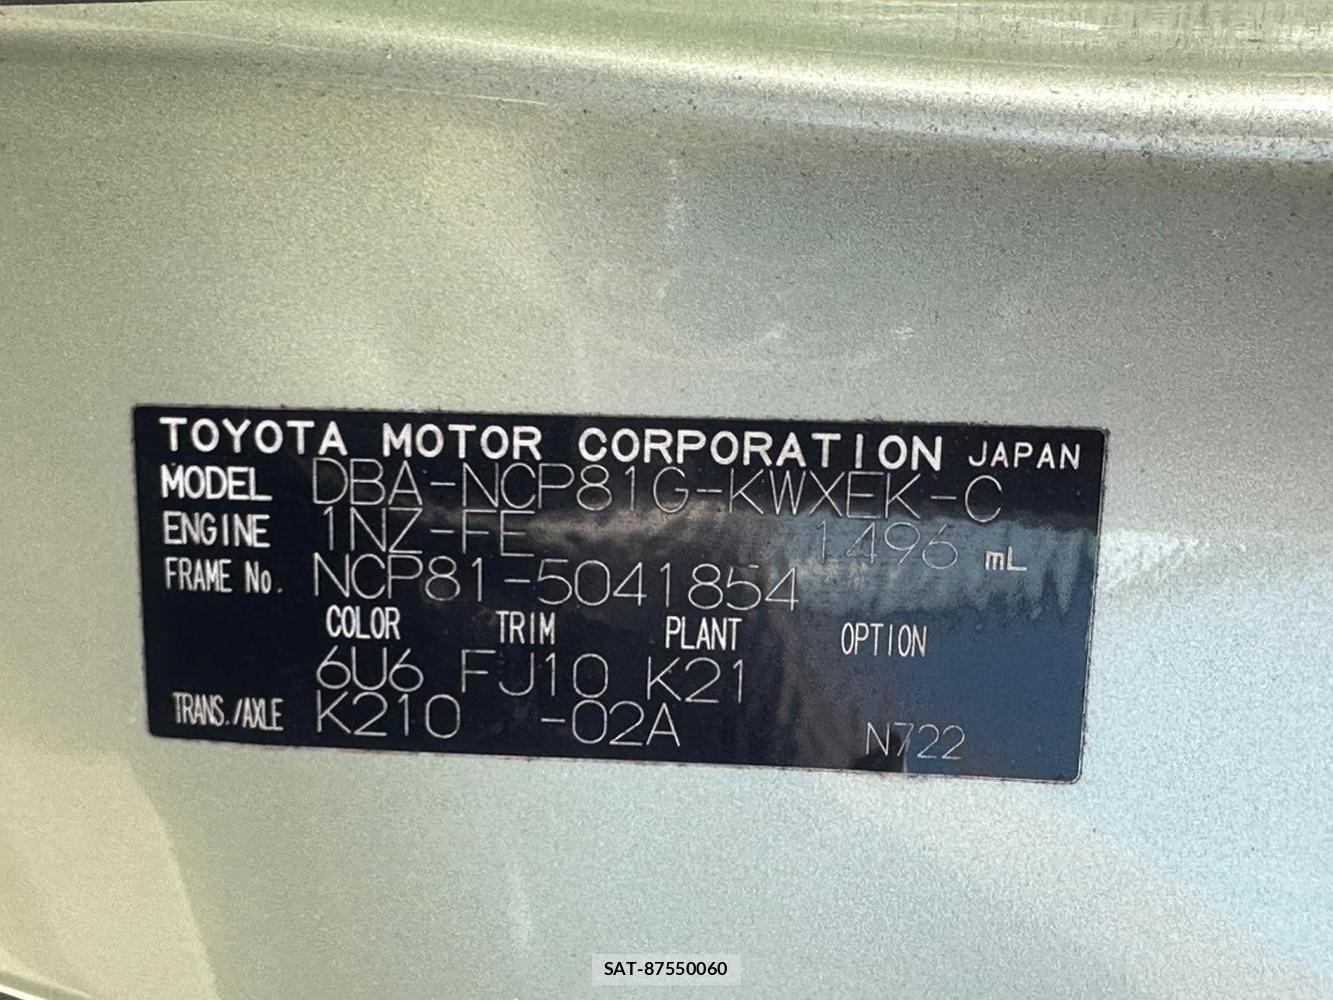 TOYOTA MOTOR CORPORATION JAPAN
MODEL DBA-NCP81G-KWXEK-C
ENGINE 1NZ-FE 1496 mL
FRAME No. NCP81-5041854
COLOR TRIM PLANT OPTION
6U6 FJ10 K21
TRANS./AXLE K210 -02A N722
SAT-87550060